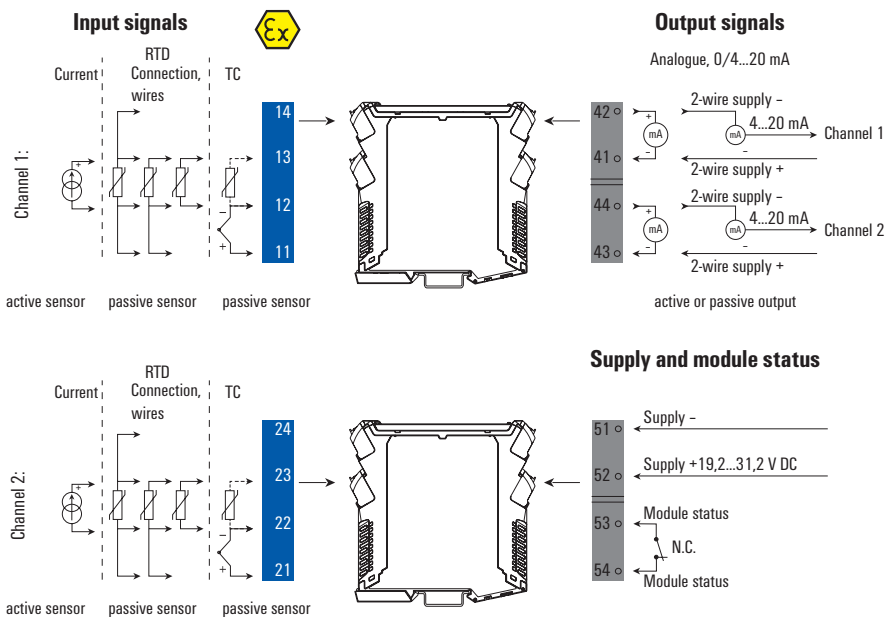 Input signals
Ex
Output signals
Analogue, 0/4...20 mA
Current
RTD
Connection,
wires
TC
Channel 1:
+
14
13
12
11
–
+
active sensor
passive sensor
passive sensor
42
41
44
43
+
mA
-
2-wire supply –
mA
4...20 mA
Channel 1
-
2-wire supply +
+
mA
-
2-wire supply –
mA
4...20 mA
Channel 2
-
2-wire supply +
active or passive output
Current
RTD
Connection,
wires
TC
Channel 2:
+
24
23
22
21
–
+
active sensor
passive sensor
passive sensor
Supply and module status
51
52
53
54
Supply –
Supply +19,2...31,2 V DC
Module status
N.C.
Module status